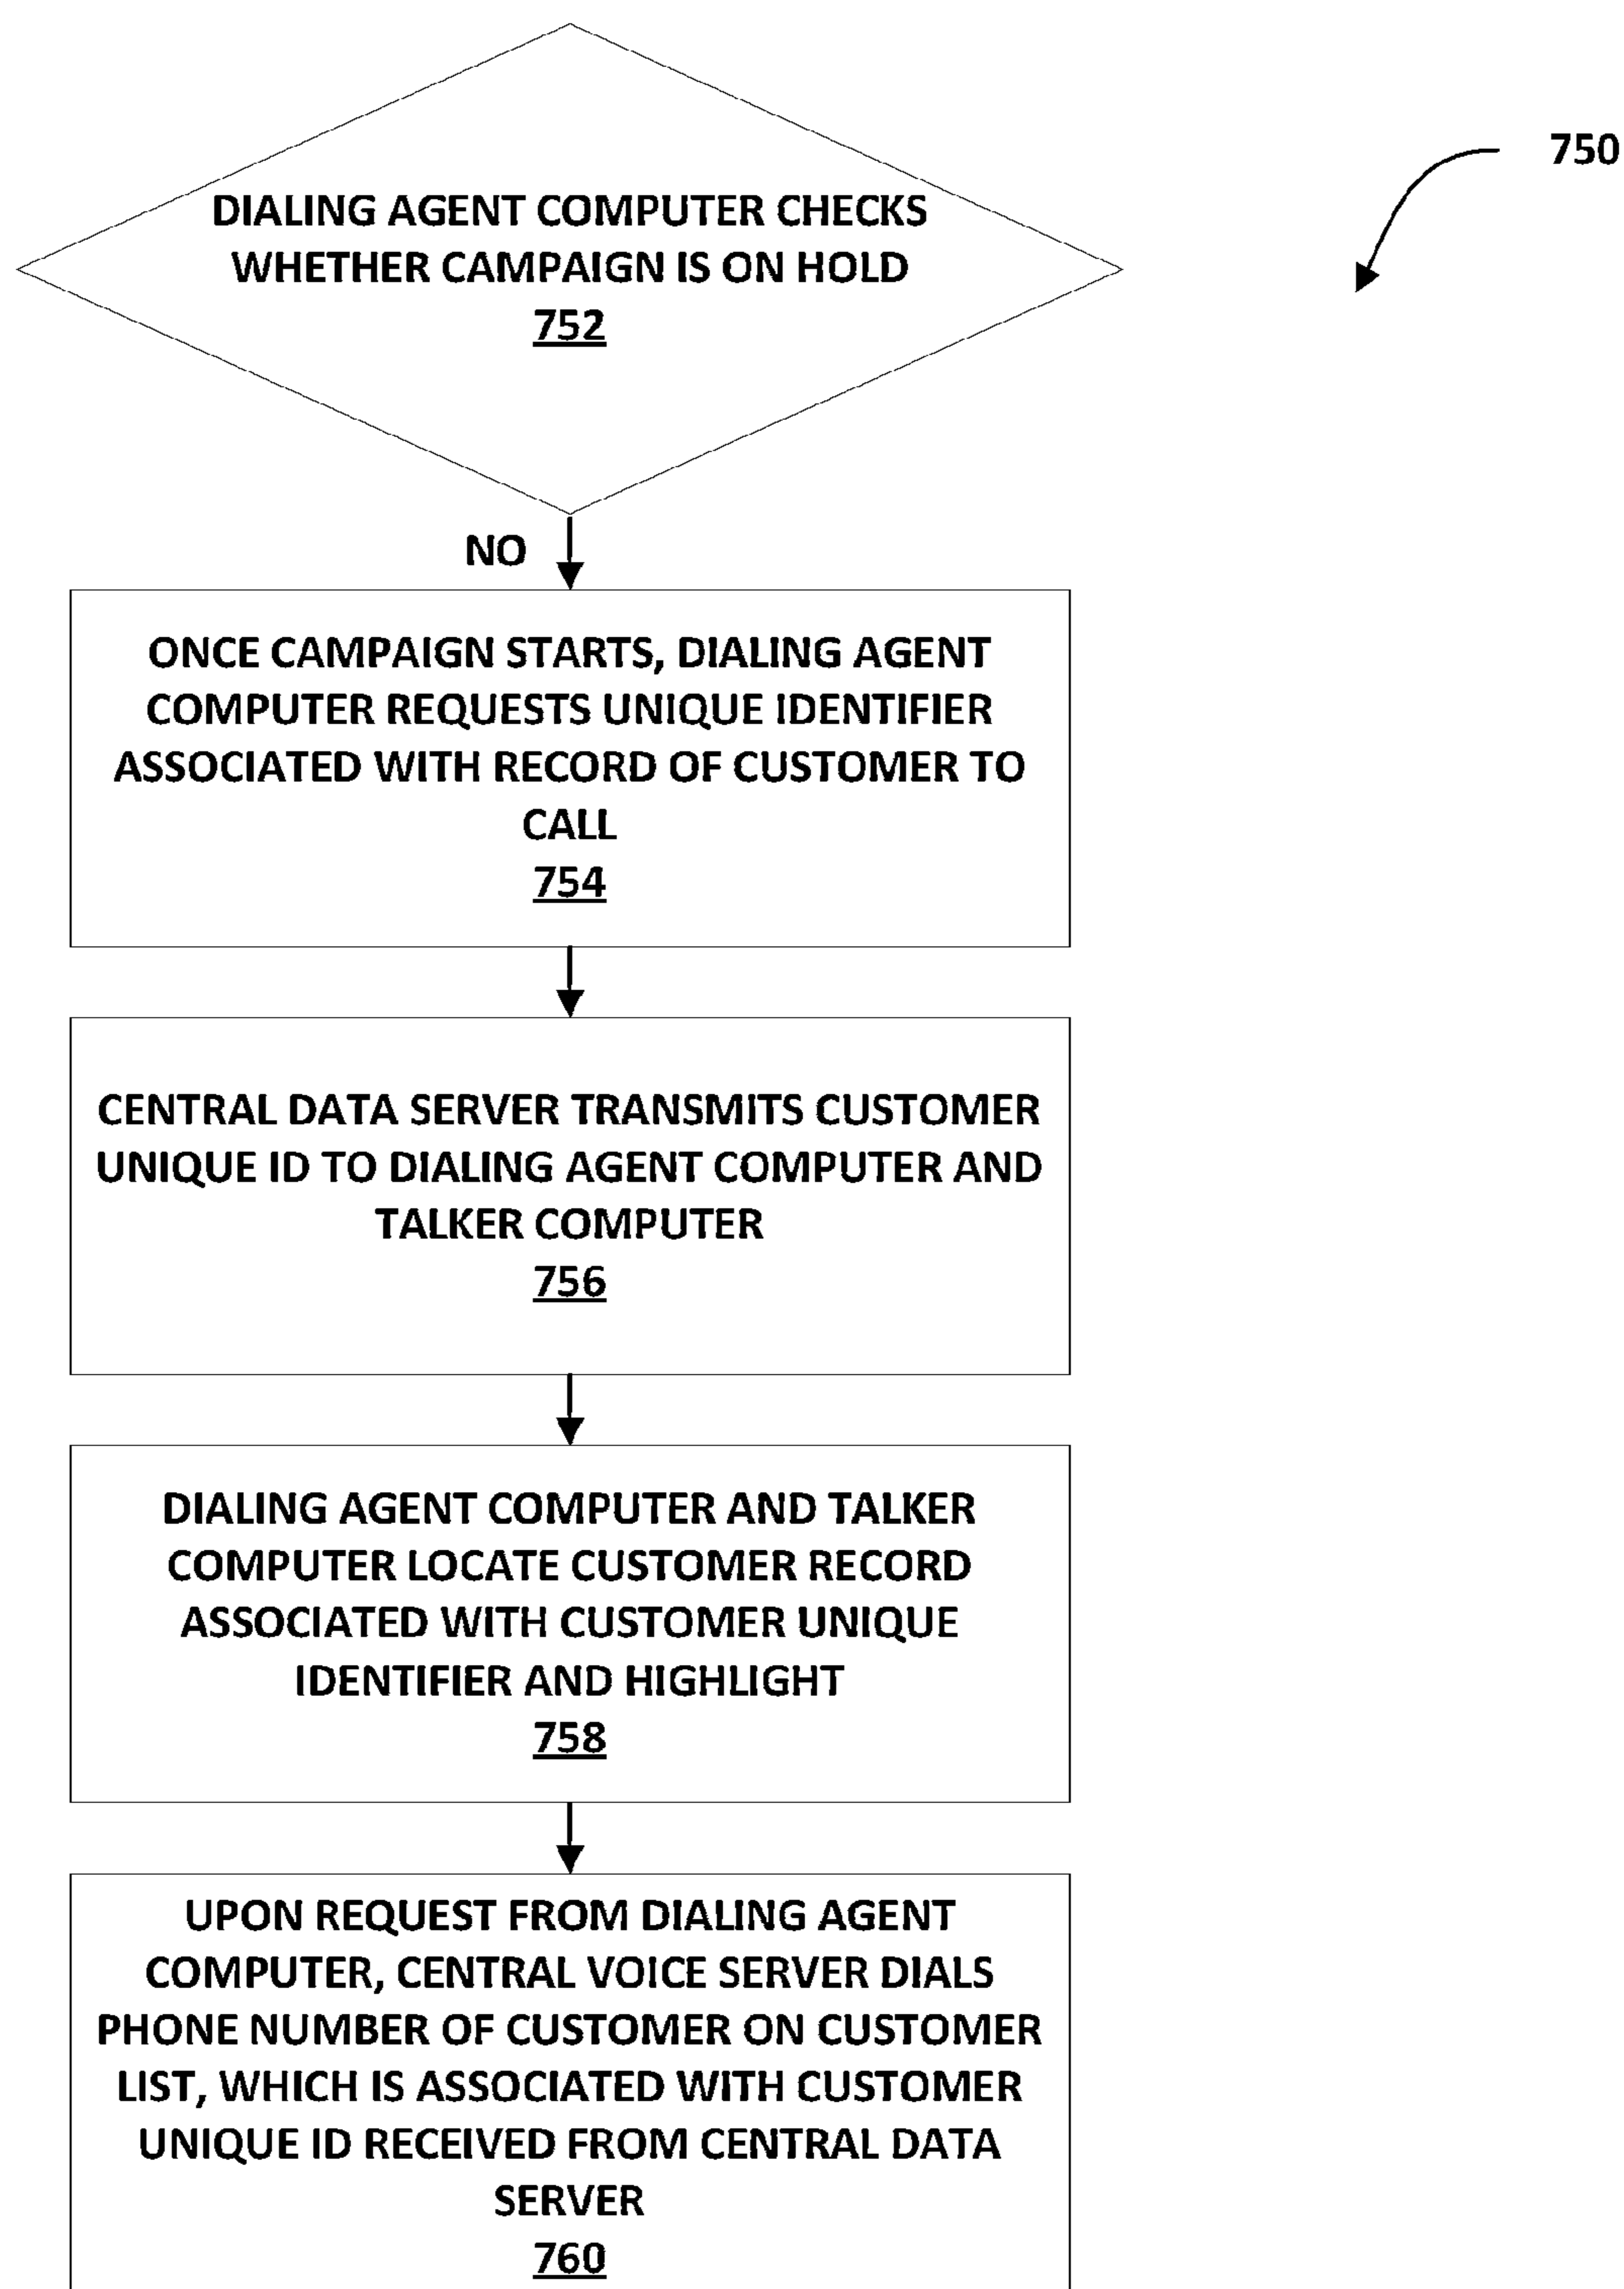 DIALING AGENT COMPUTER CHECKS
WHETHER CAMPAIGN IS ON HOLD
752
750
NO
ONCE CAMPAIGN STARTS, DIALING AGENT
COMPUTER REQUESTS UNIQUE IDENTIFIER
ASSOCIATED WITH RECORD OF CUSTOMER TO
CALL
754
CENTRAL DATA SERVER TRANSMITS CUSTOMER
UNIQUE ID TO DIALING AGENT COMPUTER AND
TALKER COMPUTER
756
DIALING AGENT COMPUTER AND TALKER
COMPUTER LOCATE CUSTOMER RECORD
ASSOCIATED WITH CUSTOMER UNIQUE
IDENTIFIER AND HIGHLIGHT
758
UPON REQUEST FROM DIALING AGENT
COMPUTER, CENTRAL VOICE SERVER DIALS
PHONE NUMBER OF CUSTOMER ON CUSTOMER
LIST, WHICH IS ASSOCIATED WITH CUSTOMER
UNIQUE ID RECEIVED FROM CENTRAL DATA
SERVER
760